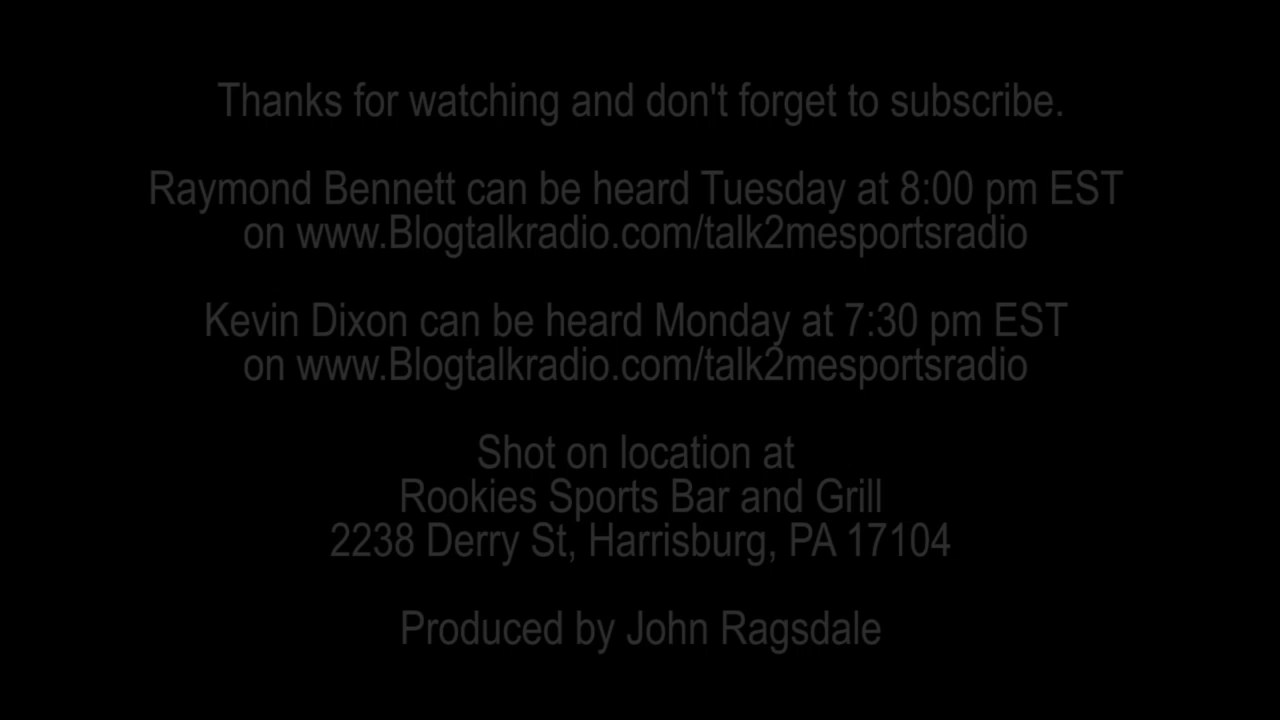 Thanks for watching and don't forget to subscribe.
Raymond Bennett can be heard Tuesday at 8:00 pm EST
on www.Blogtalkradio.com/talk2mesportsradio
Kevin Dixon can be heard Monday at 7:30 pm EST
on www.Blogtalkradio.com/talk2mesportsradio
Shot on location at
Rookies Sports Bar and Grill
2238 Derry St, Harrisburg, PA 17104
Produced by John Ragsdale